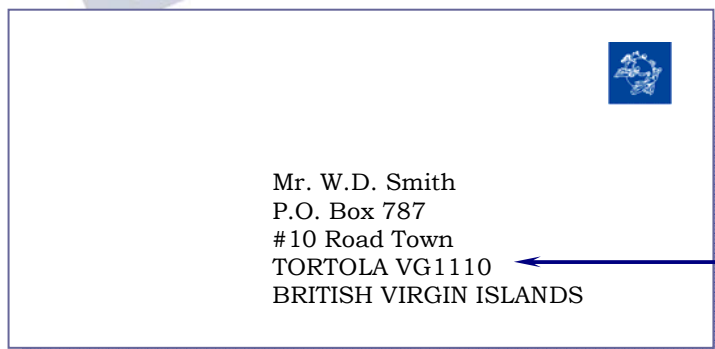 Mr. W.D. Smith
P.O. Box 787
#10 Road Town
TORTOLA VG1110
BRITISH VIRGIN ISLANDS